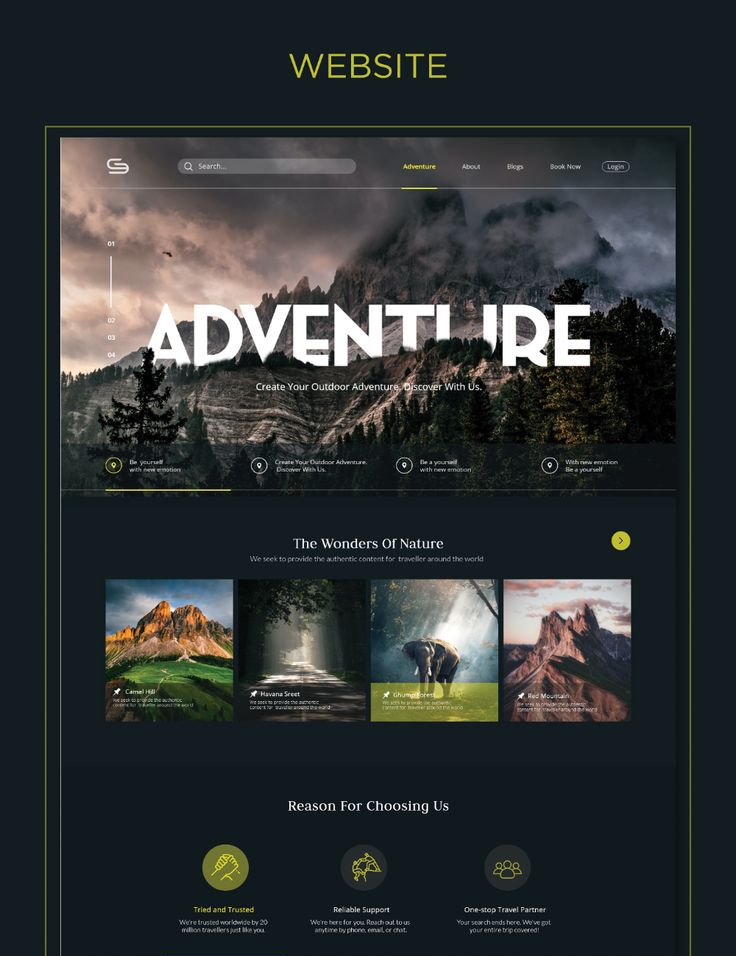 WEBSITE
Search...
Adventure
About
Blogs
Book Now
Login
01
02
03
04
ADVENTURE
Create Your Outdoor Adventure. Discover With Us.
Be yourself
with new emotion
Create Your Outdoor Adventure.
Discover With Us.
Be a yourself
with new emotion
With new emotion
Be a yourself
The Wonders Of Nature
We seek to provide the authentic content for traveller around the world
Camel Hill
We seek to provide the authentic
content for traveller around the world
Havana Sreet
We seek to provide the authentic
content for traveller around the world
Ghump Forest
We seek to provide the authentic
content for traveller around the world
Red Mountain
We seek to provide the authentic
content for traveller around the world
Reason For Choosing Us
Tried and Trusted
We're trusted worldwide by 20
million travellers just like you.
Reliable Support
We're here for you. Reach out to us
anytime by phone, email, or chat.
One-stop Travel Partner
Your search ends here. We've got
your entire trip covered!